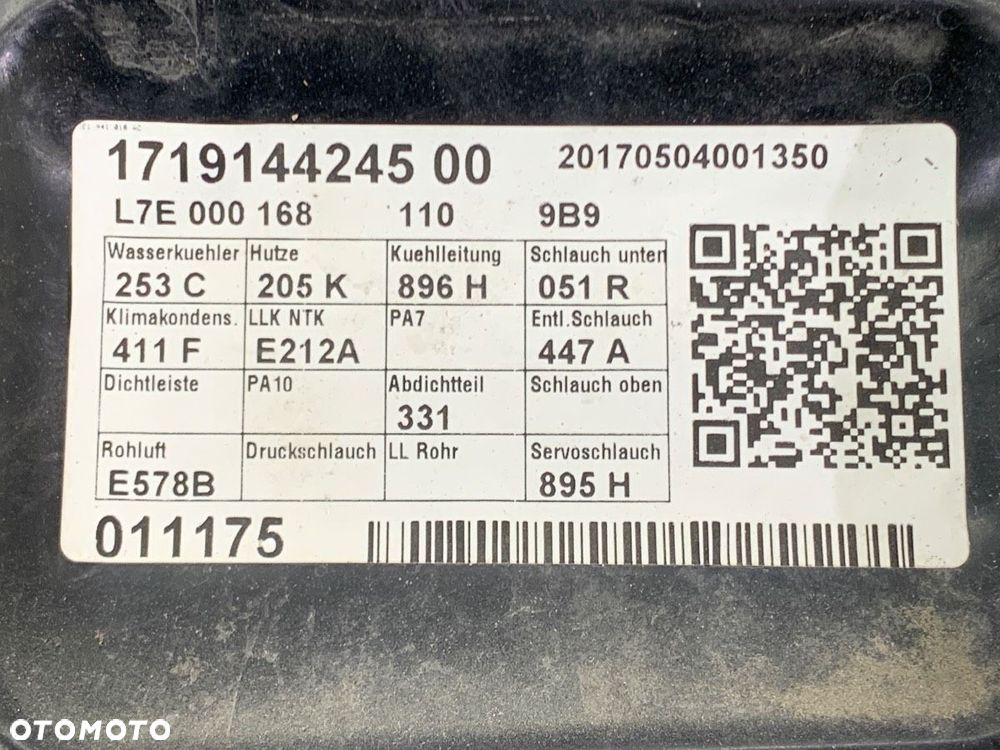 1719144245 00 20170504001350
L7E 000 168 110 9B9
Wasserkuehler Hutze Kuehlleitung Schlauch unten
253 C 205 K 896 H 051 R
Klimakondens. LLK NTK PA7 Entl.Schlauch
411 F E212A 447 A
Dichtleiste PA10 Abdichtteil Schlauch oben
331
Rohluft Druckschlauch LL Rohr Servoschlauch
E578B 895 H
011175
OTOMOTO